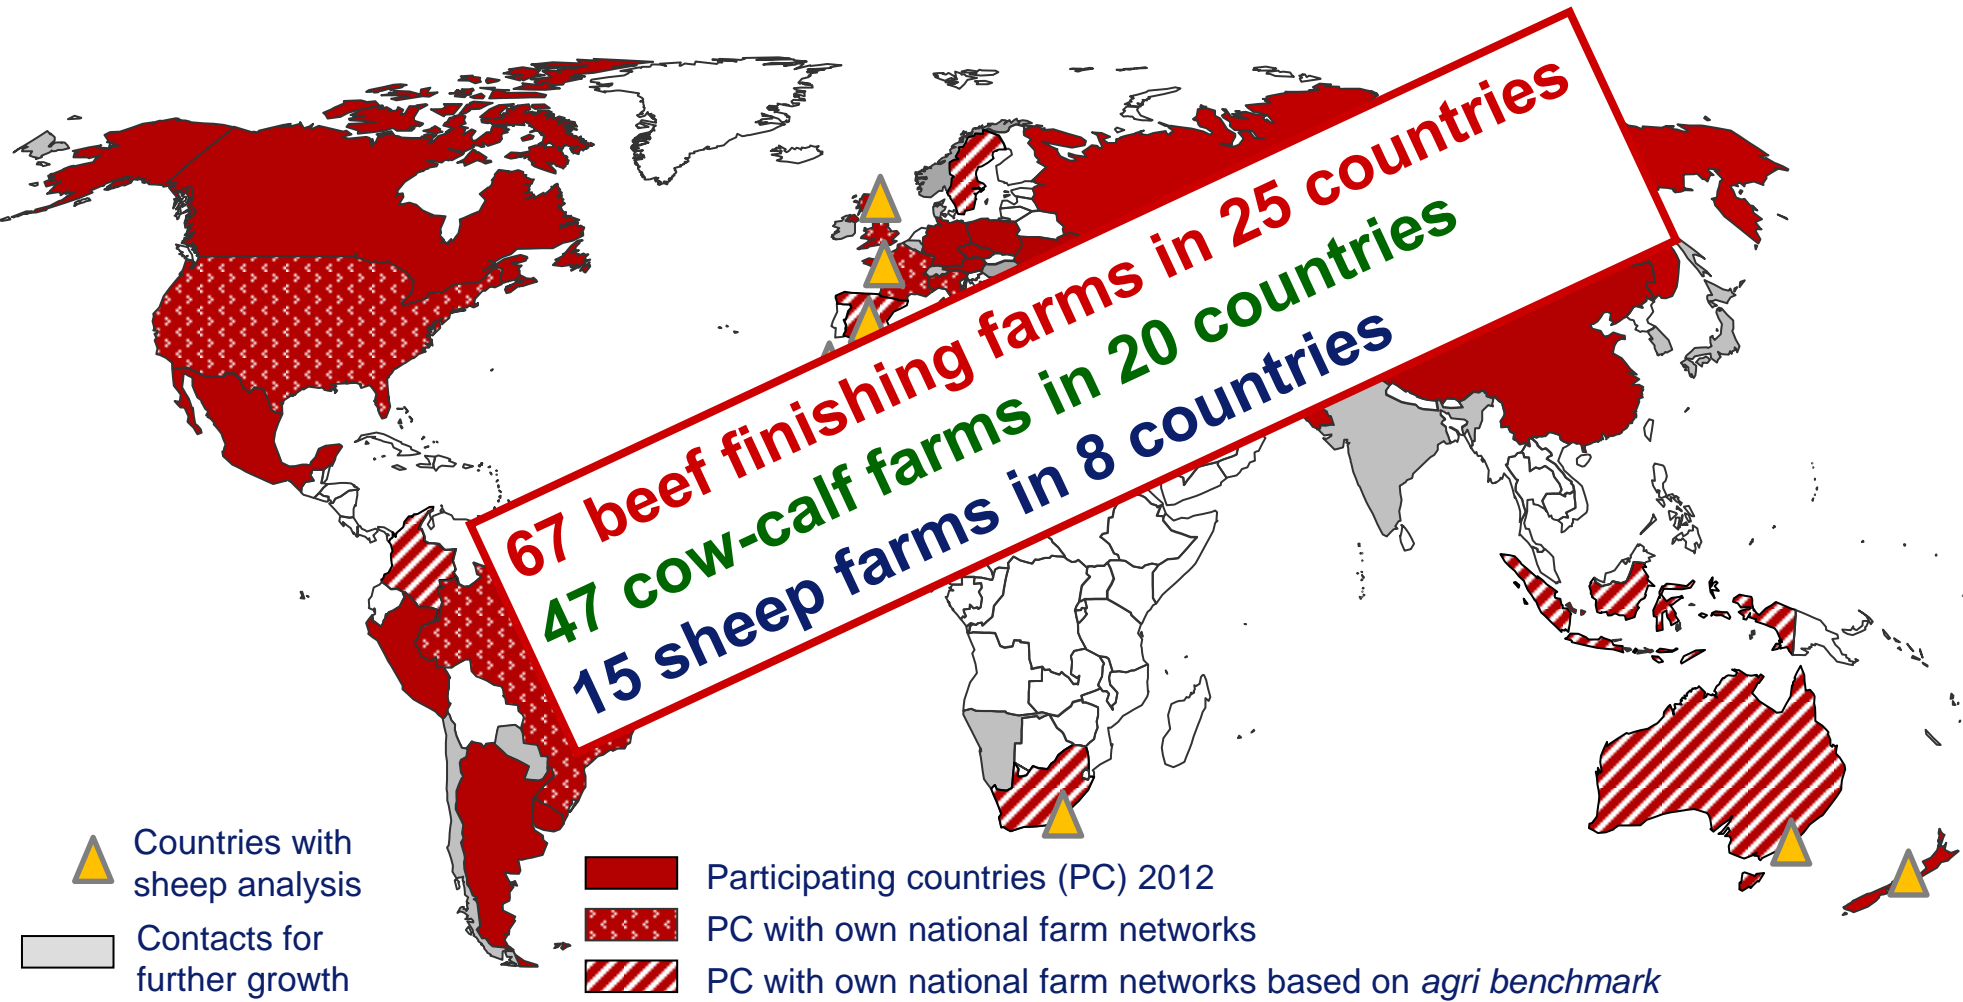 67 beef finishing farms in 25 countries
47 cow-calf farms in 20 countries
15 sheep farms in 8 countries
Countries with
sheep analysis
Contacts for
further growth
Participating countries (PC) 2012
PC with own national farm networks
PC with own national farm networks based on agri benchmark